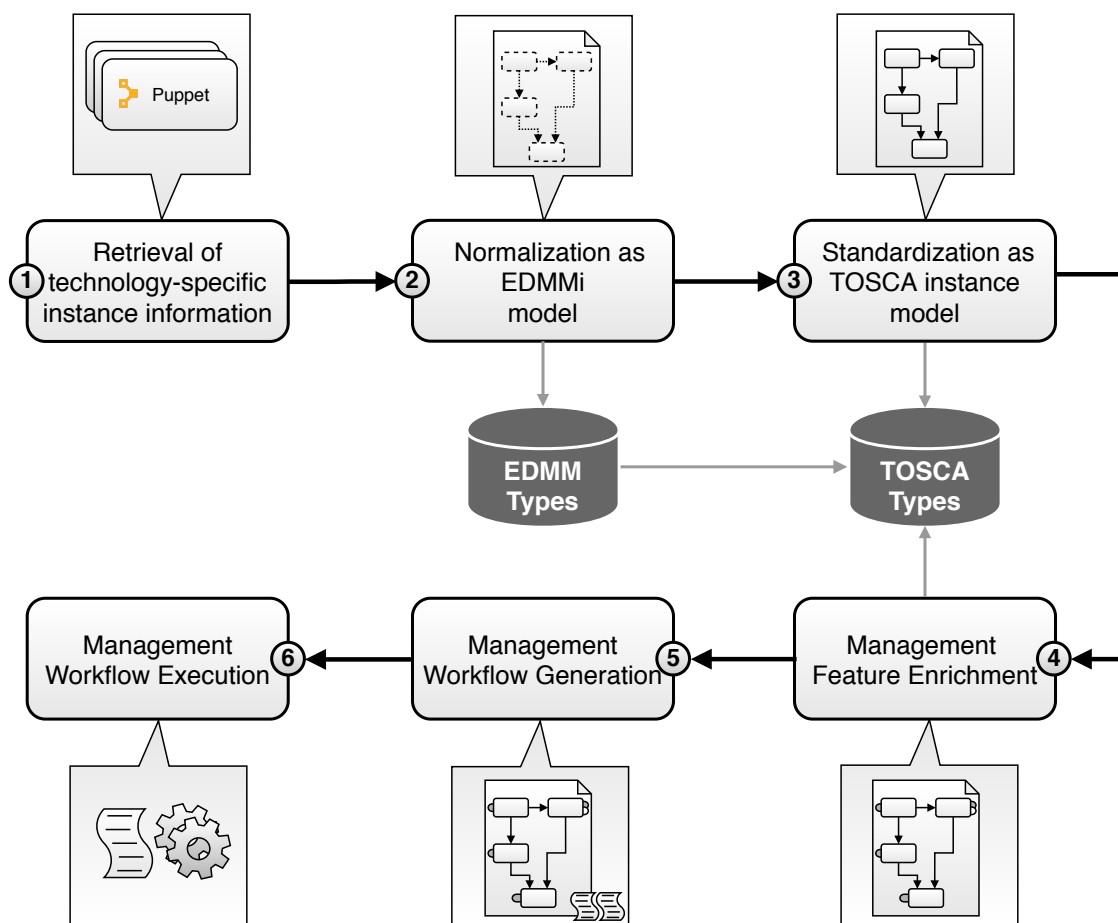 Puppet
1
Retrieval of
technology-specific
instance information
2
Normalization as
EDMMi
model
3
Standardization as
TOSCA instance
model
EDMM
Types
TOSCA
Types
Management
Workflow Execution
6
Management
Workflow Generation
5
Management
Feature Enrichment
4